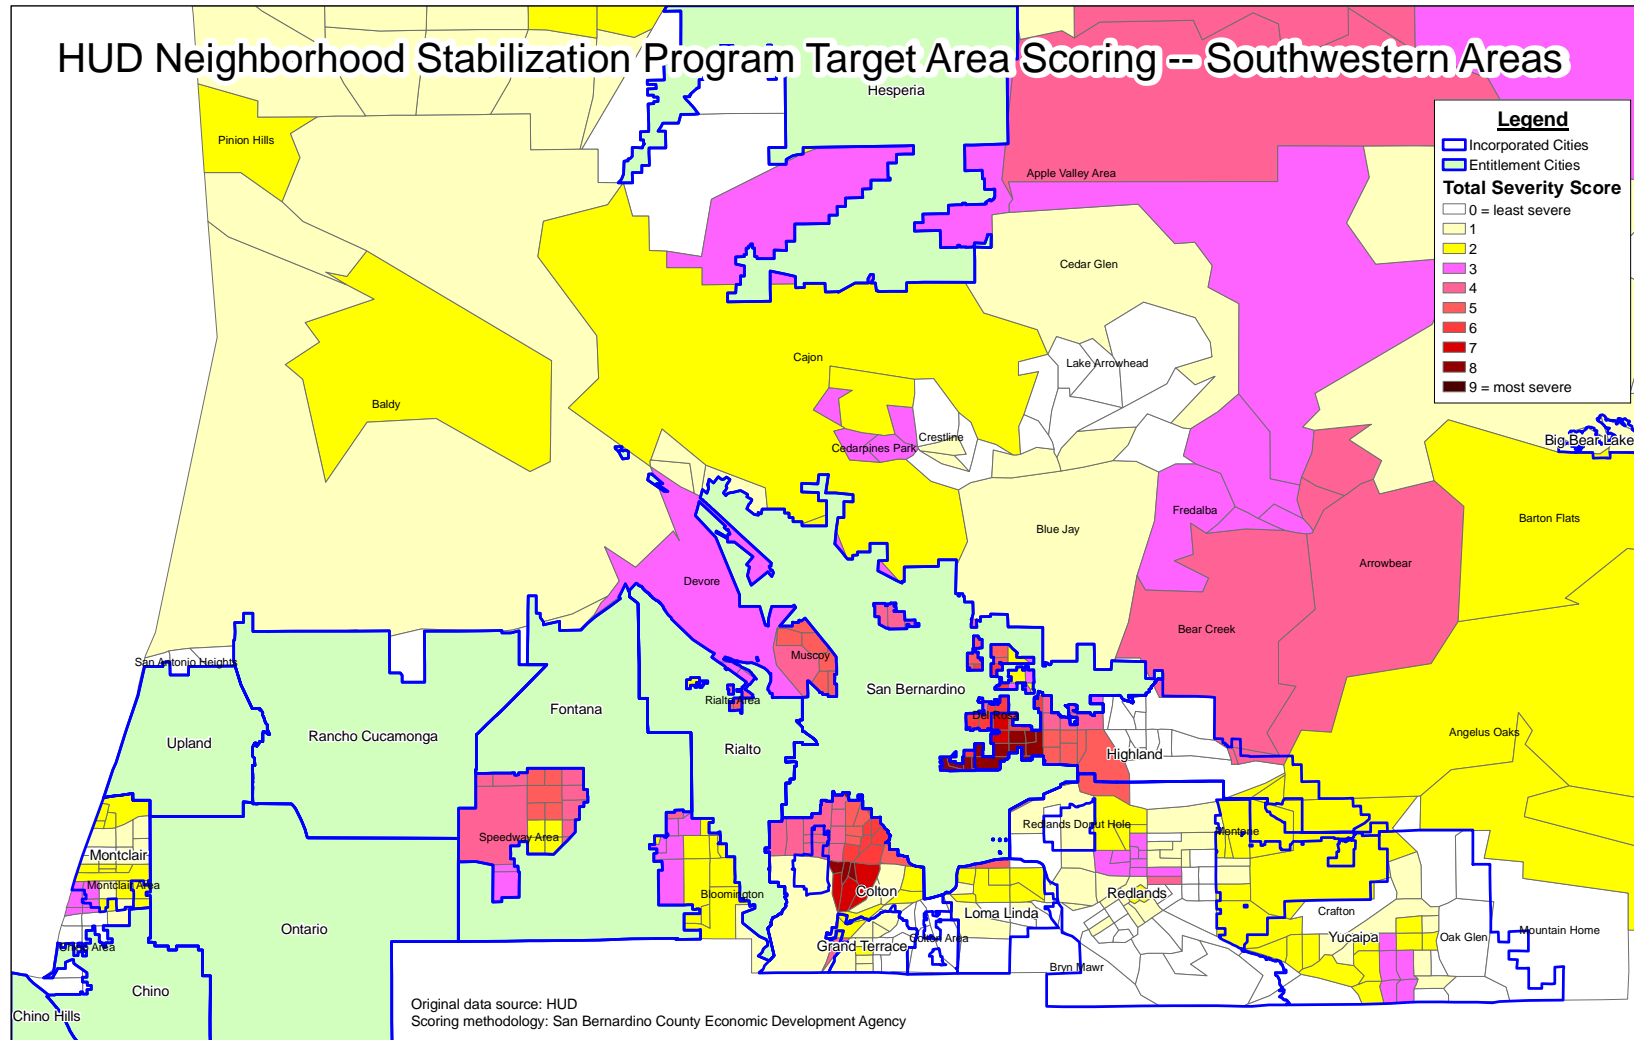 HUD Neighborhood Stabilization Program Target Area Scoring -- Southwestern Areas
Hesperia
Legend
Incorporated Cities
Entitlement Cities
Total Severity Score
0 = least severe
1
2
3
4
5
6
7
8
9 = most severe
Pinion Hills
Apple Valley Area
Cedar Glen
Cajon
Lake Arrowhead
Baldy
Crestline
Cedarpines Park
Big Bear Lake
Fredalba
Barton Flats
Blue Jay
Arrowbear
Devore
Bear Creek
Muscoy
San Antonio Heights
San Bernardino
Rialto Area
Fontana
Del Rosa
Angelus Oaks
Upland
Rancho Cucamonga
Rialto
Highland
Redlands Donut Hole
Mentone
Speedway Area
Montclair
Montclair Area
Bloomington
Colton
Redlands
Loma Linda
Crafton
Ontario
Yucaipa
Oak Glen
Mountain Home
Colton Area
Grand Terrace
Chino Area
Bryn Mawr
Chino
Chino Hills
Original data source: HUD
Scoring methodology: San Bernardino County Economic Development Agency